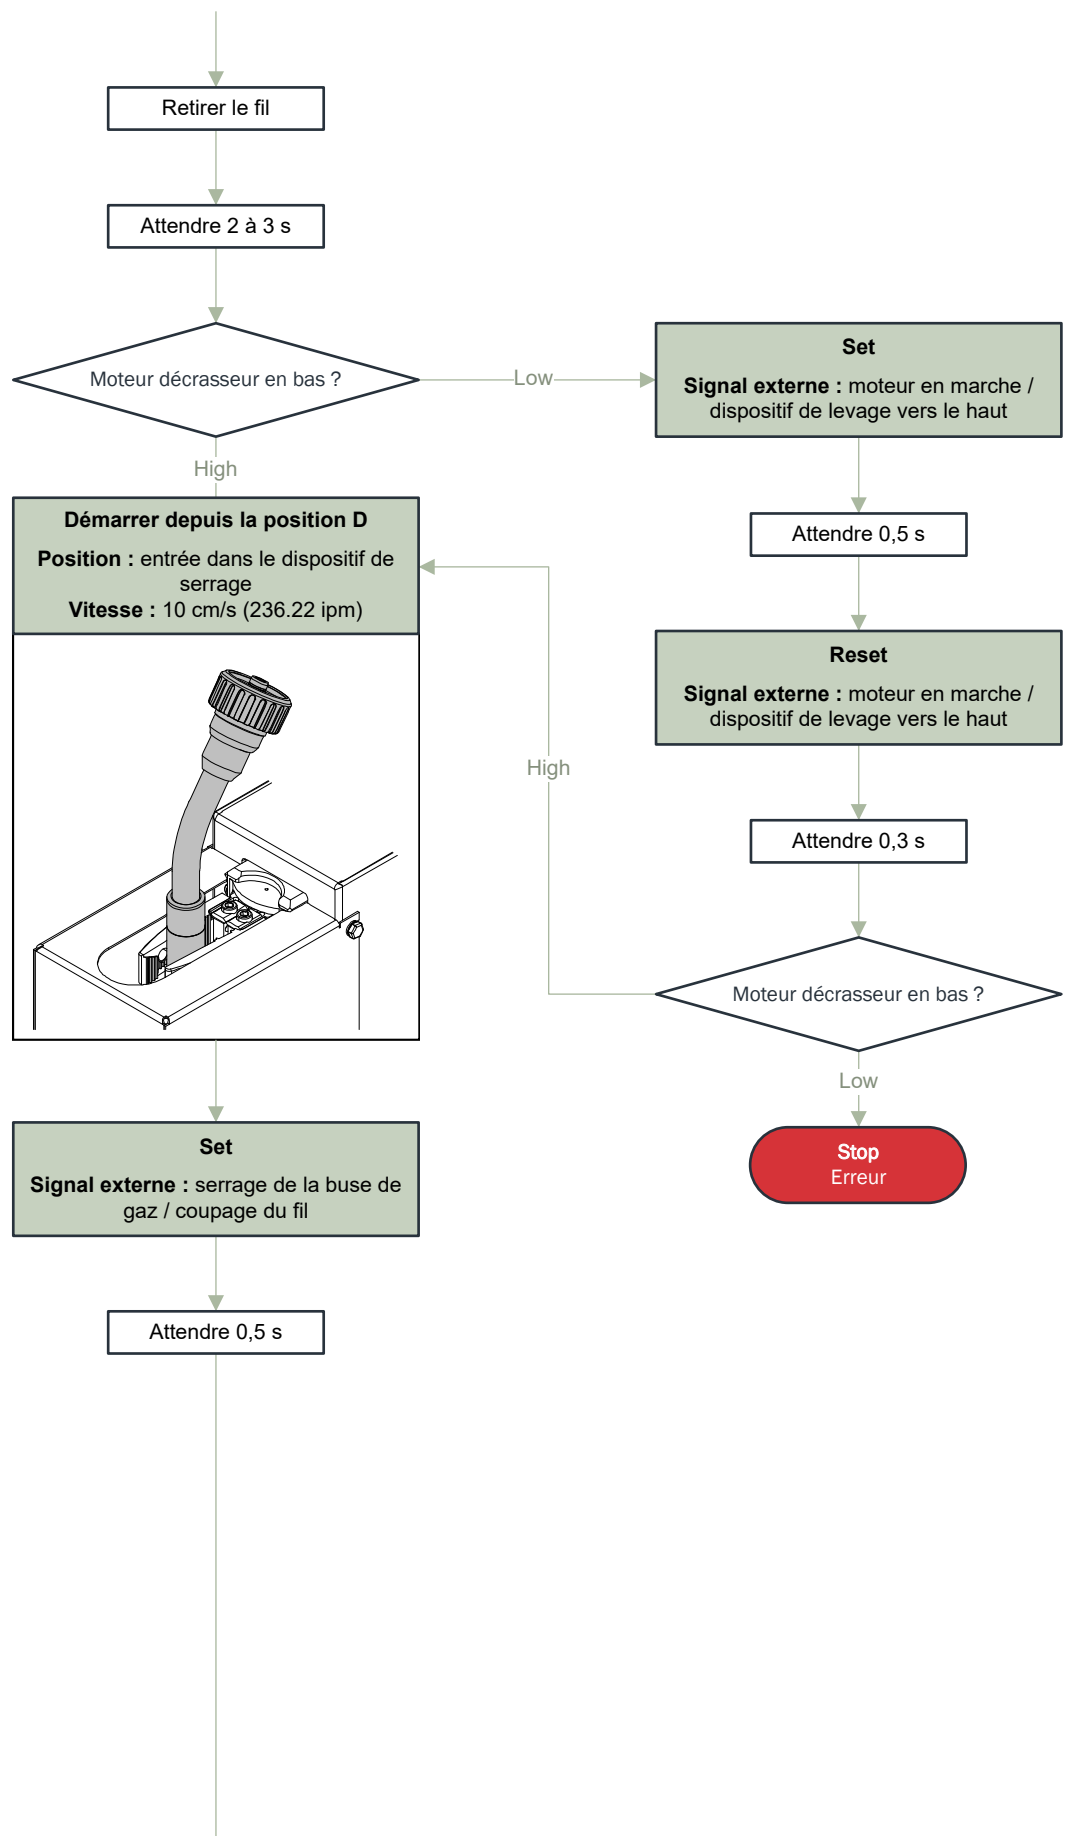 Retirer le fil
Attendre 2 à 3 s
Moteur décrasseur en bas ?
Low
High
Démarrer depuis la position D
Position : entrée dans le dispositif de
serrage
Vitesse : 10 cm/s (236.22 ipm)
Set
Signal externe : serrage de la buse de
gaz / coupage du fil
Attendre 0,5 s
Set
Signal externe : moteur en marche /
dispositif de levage vers le haut
Attendre 0,5 s
Reset
Signal externe : moteur en marche /
dispositif de levage vers le haut
Attendre 0,3 s
Moteur décrasseur en bas ?
High
Low
Stop
Erreur